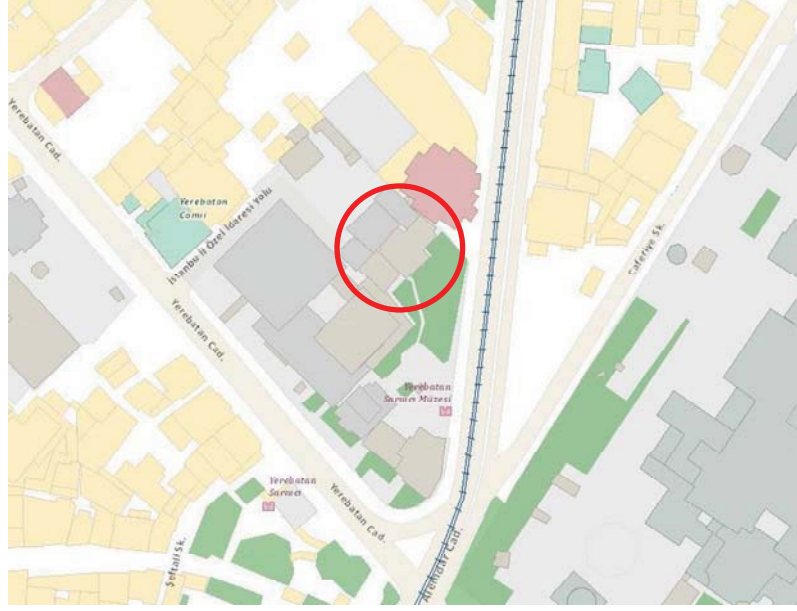 Yerebatan Cad.
Yerebatan
Camii
İstanbul İl Özel İdaresi Yolu
Caferiye Sk.
Yerebatan Cad.
Yerebatan
Sarnıcı Müzesi
Yerebatan
Sarnıcı
Yerebatan Cad.
Şeftali Sk.
Alemdar Cad.